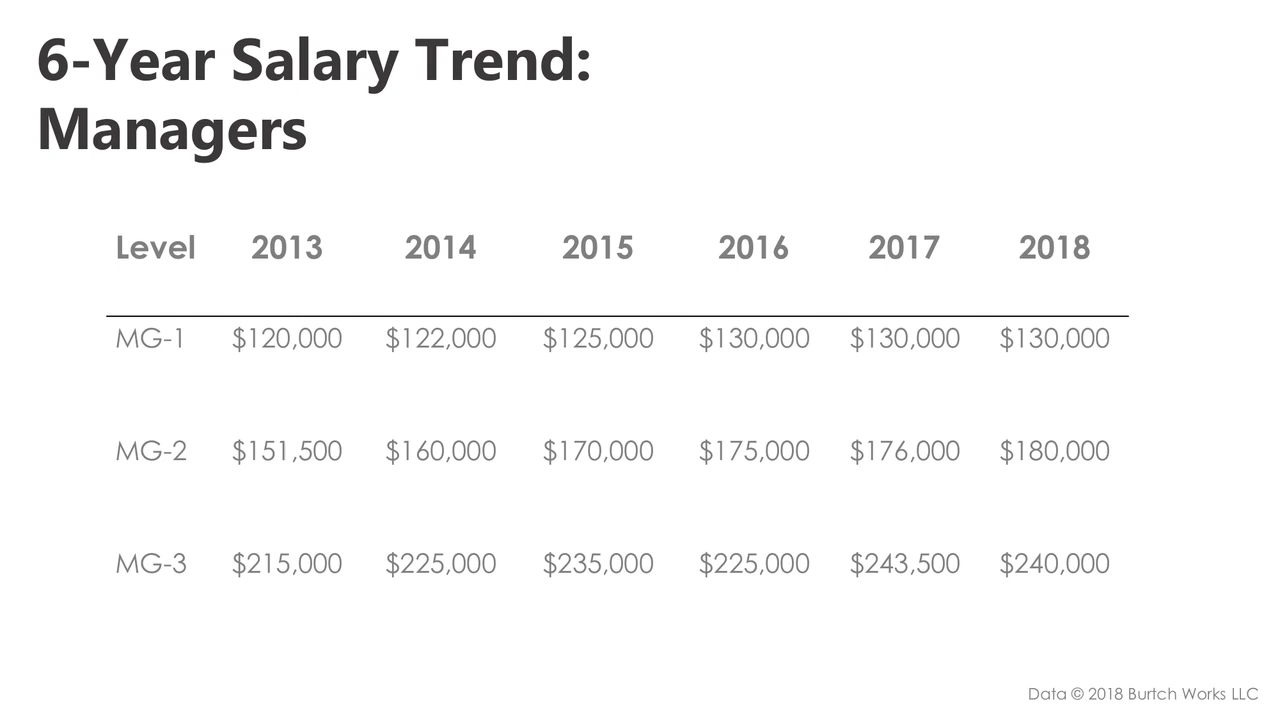 6-Year Salary Trend:
Managers
Level 2013 2014 2015 2016 2017 2018
MG-1 $120,000 $122,000 $125,000 $130,000 $130,000 $130,000
MG-2 $151,500 $160,000 $170,000 $175,000 $176,000 $180,000
MG-3 $215,000 $225,000 $235,000 $225,000 $243,500 $240,000
Data © 2018 Burtch Works LLC